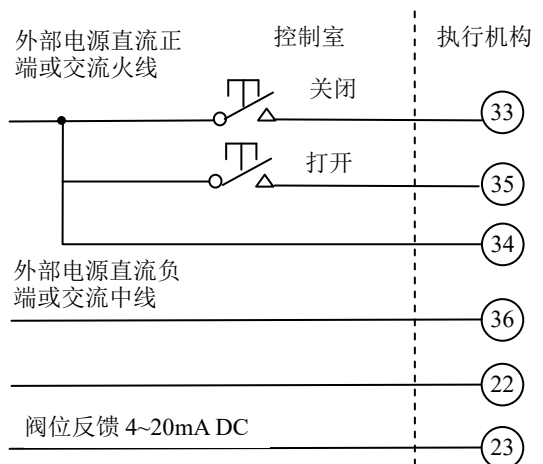 外部电源直流正
端或交流火线
控制室
执行机构
关闭
33
打开
35
34
外部电源直流负
端或交流中线
36
22
阀位反馈 4~20mA DC
23